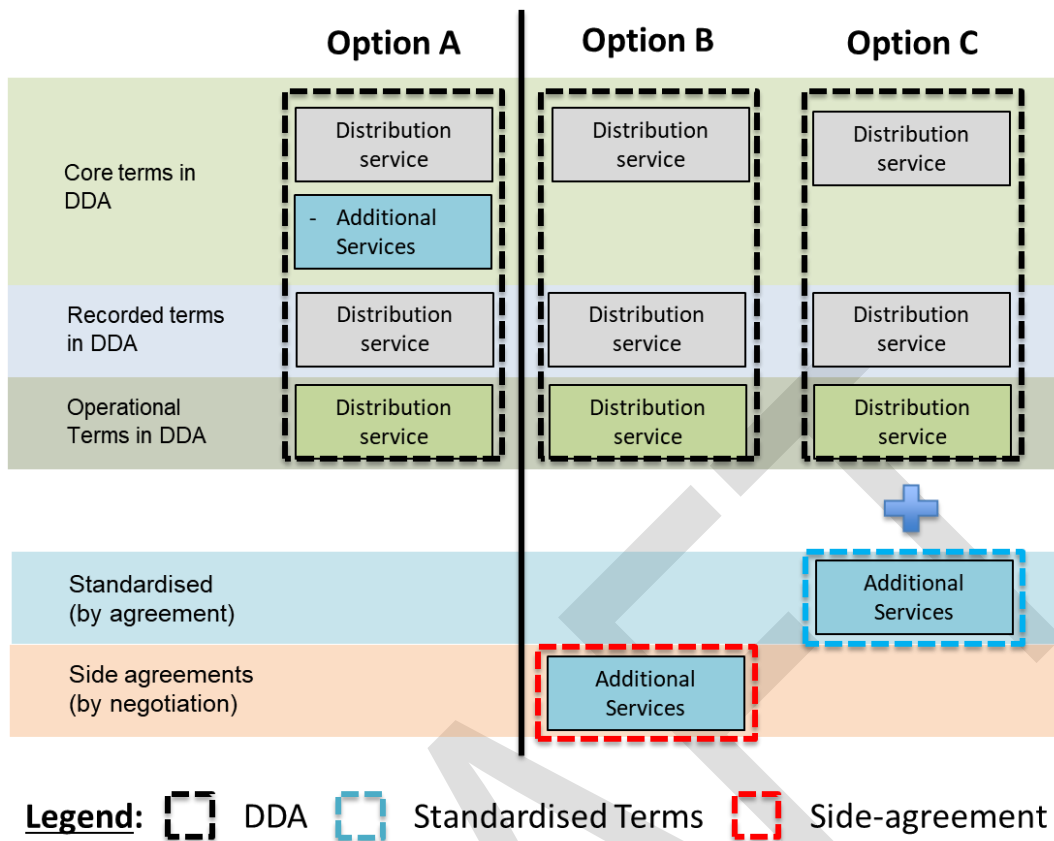 Option A
Option B
Option C
Core terms in
DDA
Distribution
service
Distribution
service
Distribution
service
- Additional
Services
Recorded terms
in DDA
Distribution
service
Distribution
service
Distribution
service
Operational
Terms in DDA
Distribution
service
Distribution
service
Distribution
service
Standardised
(by agreement)
Additional
Services
Side agreements
(by negotiation)
Additional
Services
Legend: DDA Standardised Terms Side-agreement